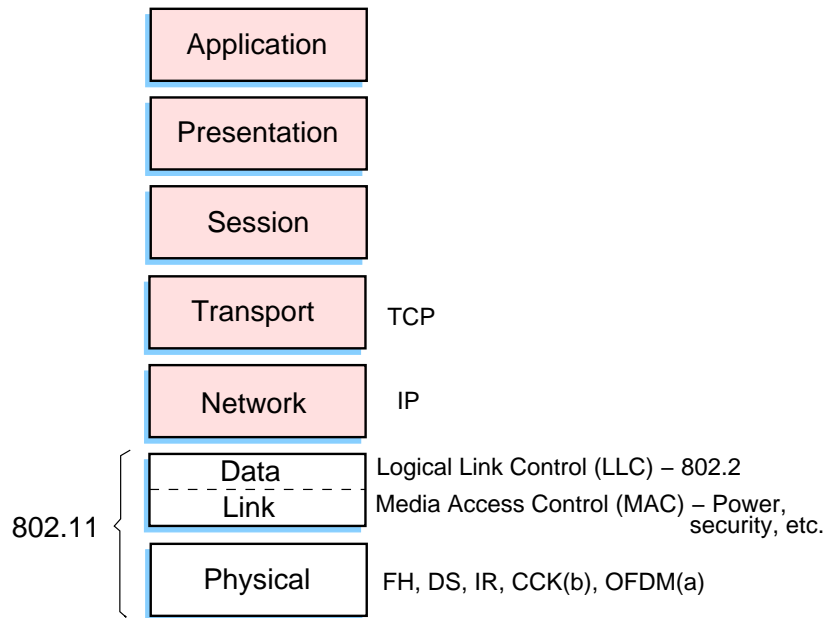 Application
Presentation
Session
Transport
TCP
Network
IP
802.11
Data
Link
Logical Link Control (LLC) – 802.2
Media Access Control (MAC) – Power,
security, etc.
Physical
FH, DS, IR, CCK(b), OFDM(a)